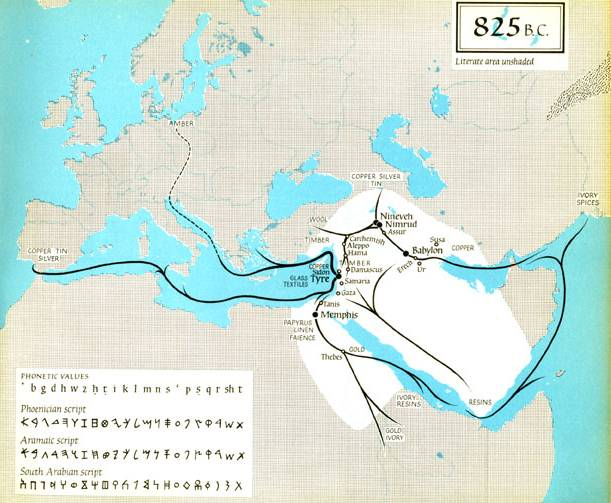 825 B.C.
Literate area unshaded
AMBER
COPPER SILVER
TIN
IVORY
SPICES
WOOL
Nineveh
Nimrud
Assur
TIMBER
Carchemish
Aleppo
Hama
Susa
COPPER
Babylon
Erech
Ur
COPPER TIN
SILVER
TIMBER
Damascus
COPPER
Sidon
Tyre
GLASS
TEXTILES
Samaria
Gaza
Tanis
Memphis
PAPYRUS
LINEN
FAIENCE
GOLD
Thebes
IVORY
RESINS
RESINS
GOLD
IVORY
PHONETIC VALUES
' b g d h w z ḥ ṭ i k l m n s ʿ p ṣ q r sh t
Phoenician script
Aramaic script
South Arabian script